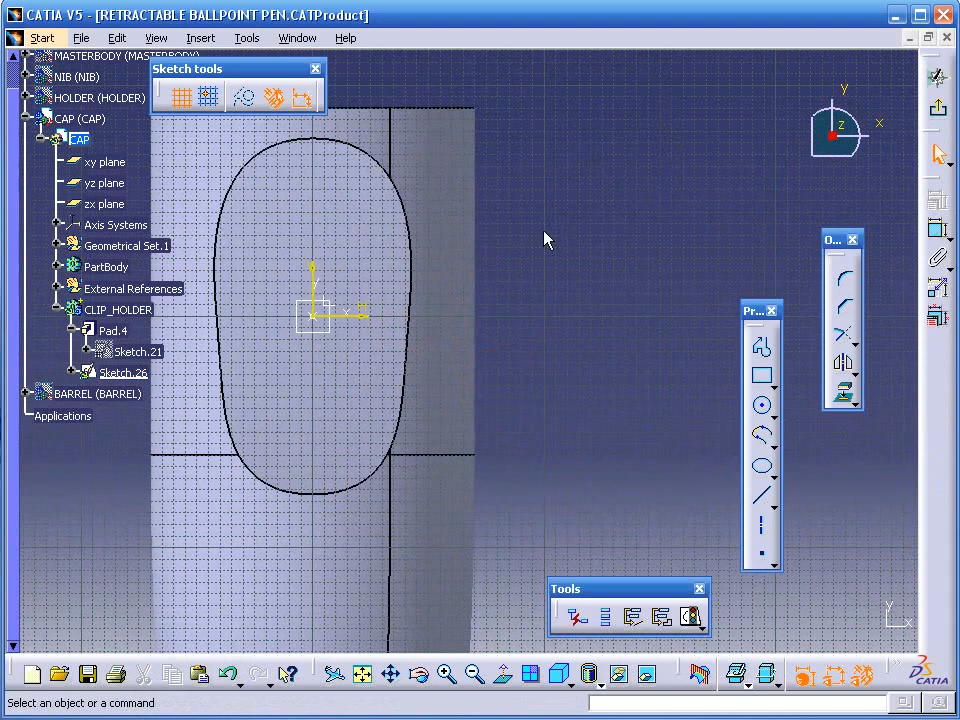 CATIA V5 - [RETRACTABLE BALLPOINT PEN.CATProduct]
Start File Edit View Insert Tools Window Help
MASTERBODY (MASTERBODY)
Sketch tools
NIB (NIB)
HOLDER (HOLDER)
CAP (CAP)
CAP
xy plane
yz plane
zx plane
Axis Systems
Geometrical Set.1
PartBody
External References
CLIP_HOLDER
Pad.4
Sketch.21
Sketch.26
BARREL (BARREL)
Applications
y
z
x
O...
Pr...
H
x
Tools
y
x
CATIA
Select an object or a command